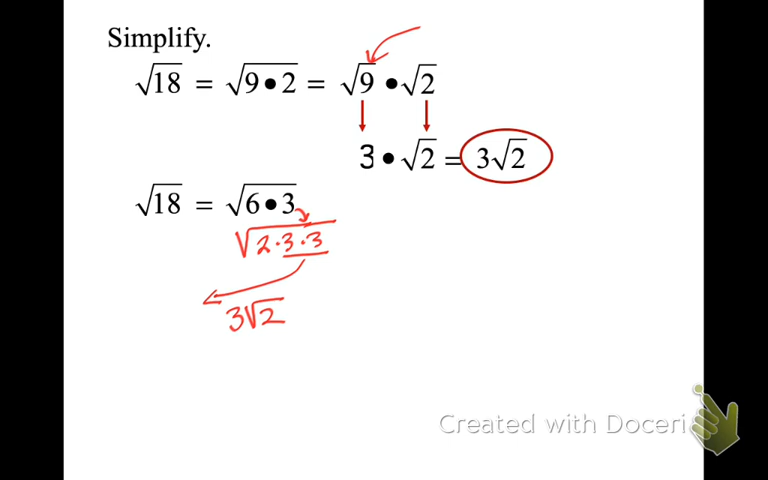 Simplify.
√18 = √9•2 = √9 •√2
3 • √2 = 3√2
√18 = √6•3
√2·3·3
3√2
Created with Doceri